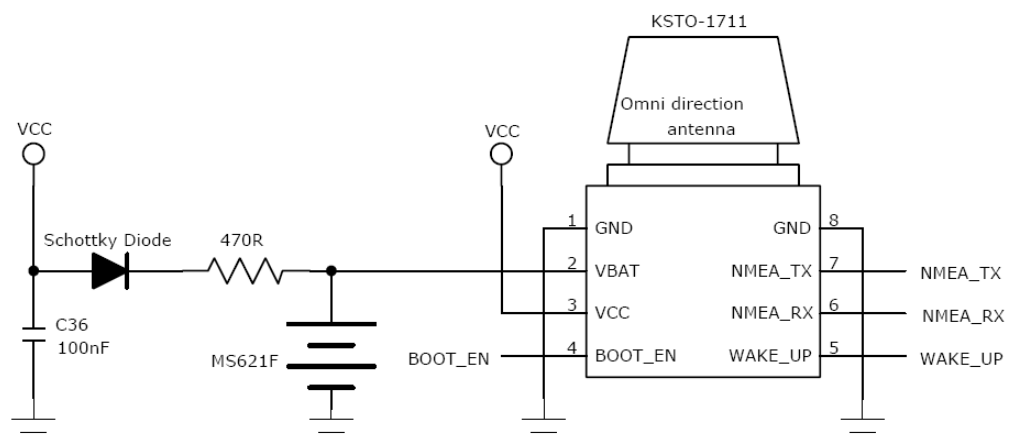 KSTO-1711
Omni direction
antenna
VCC
VCC
Schottky Diode
470R
C36
100nF
MS621F
BOOT_EN
1
GND
2
VBAT
3
VCC
4
BOOT_EN
GND
8
NMEA_TX
7
NMEA_TX
NMEA_RX
6
NMEA_RX
WAKE_UP
5
WAKE_UP